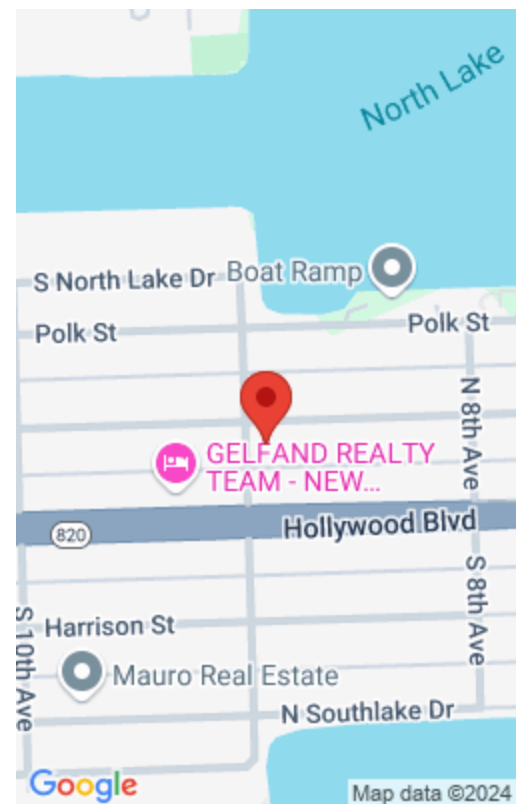 North Lake
S North Lake Dr
Boat Ramp
Polk St
Polk St
N 8th Ave
GELFAND REALTY
TEAM - NEW...
820
Hollywood Blvd
S 8th Ave
S 10th Ave
Harrison St
Mauro Real Estate
N Southlake Dr
Google
Map data ©2024